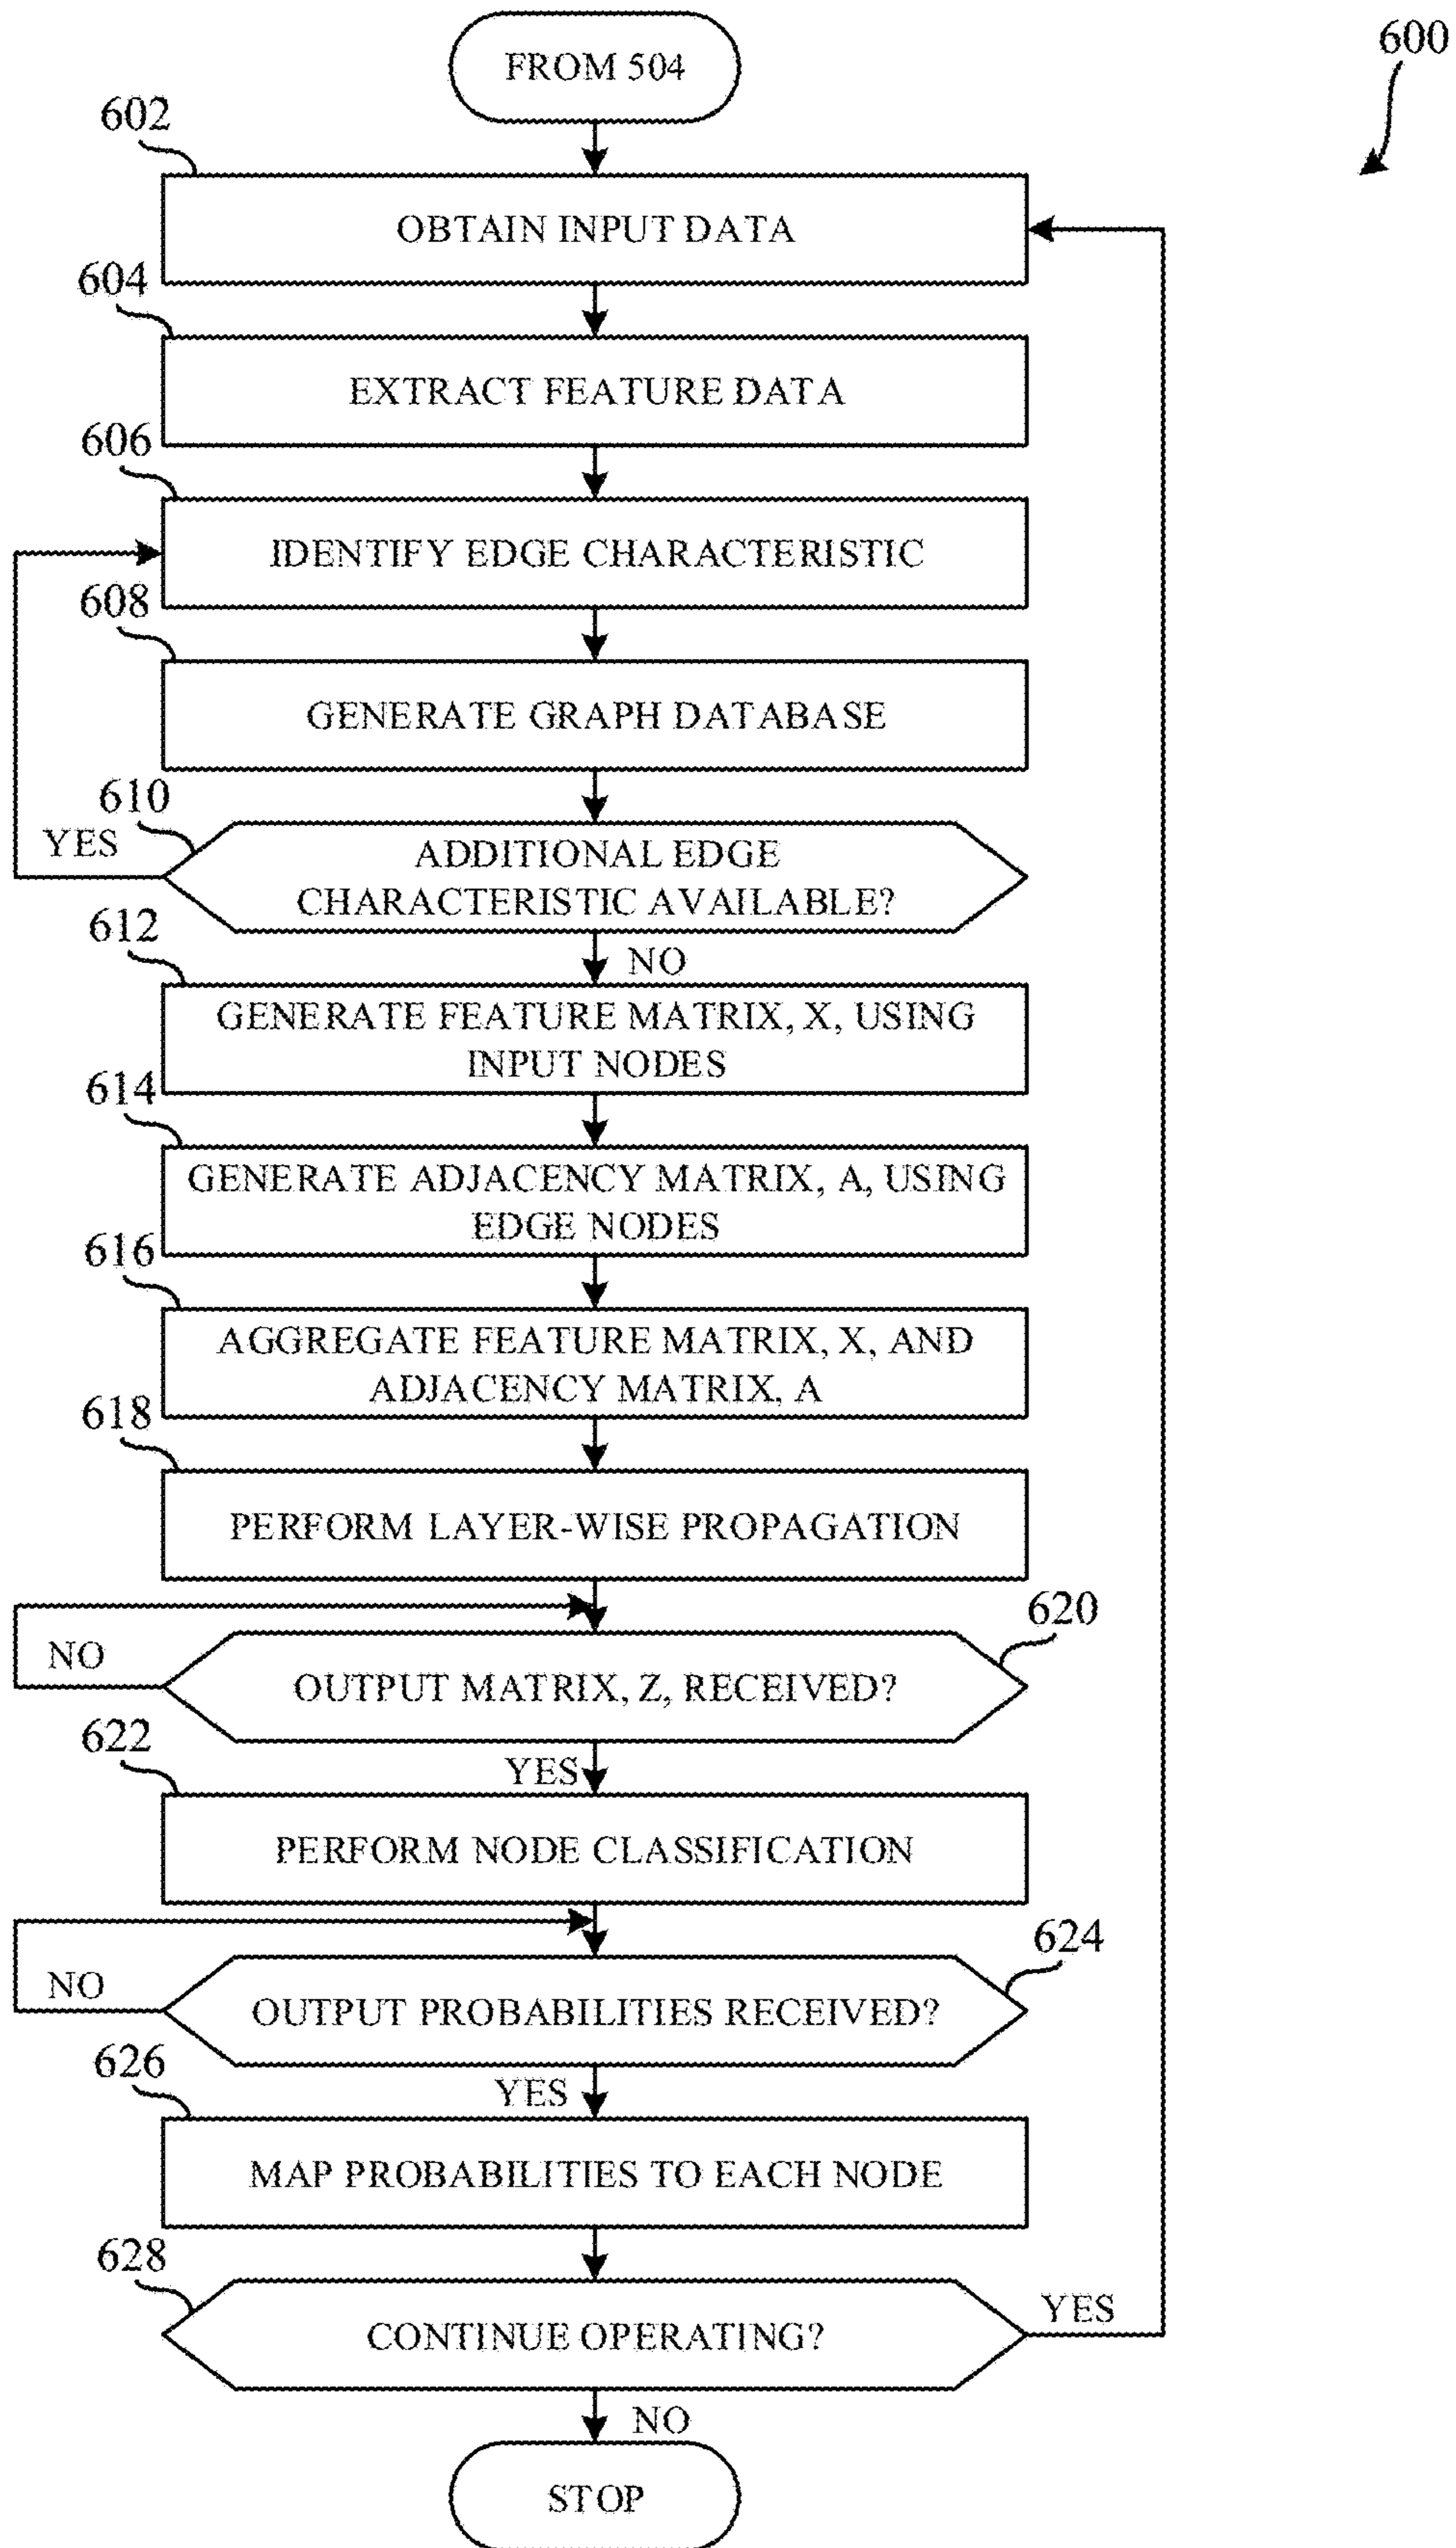 FROM 504
600
602
OBTAIN INPUT DATA
604
EXTRACT FEATURE DATA
606
IDENTIFY EDGE CHARACTERISTIC
608
GENERATE GRAPH DATABASE
610
YES
ADDITIONAL EDGE
CHARACTERISTIC AVAILABLE?
NO
612
GENERATE FEATURE MATRIX, X, USING
INPUT NODES
614
GENERATE ADJACENCY MATRIX, A, USING
EDGE NODES
616
AGGREGATE FEATURE MATRIX, X, AND
ADJACENCY MATRIX, A
618
PERFORM LAYER-WISE PROPAGATION
620
NO
OUTPUT MATRIX, Z, RECEIVED?
YES
622
PERFORM NODE CLASSIFICATION
624
NO
OUTPUT PROBABILITIES RECEIVED?
YES
626
MAP PROBABILITIES TO EACH NODE
628
CONTINUE OPERATING?
YES
NO
STOP